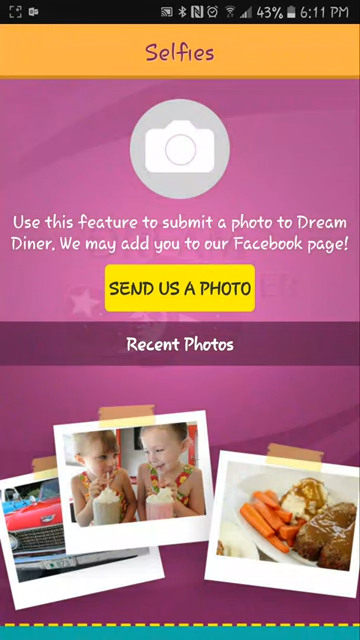 43% 6:11 PM
Selfies
Use this feature to submit a photo to Dream
Diner. We may add you to our Facebook page!
SEND US A PHOTO
Recent Photos